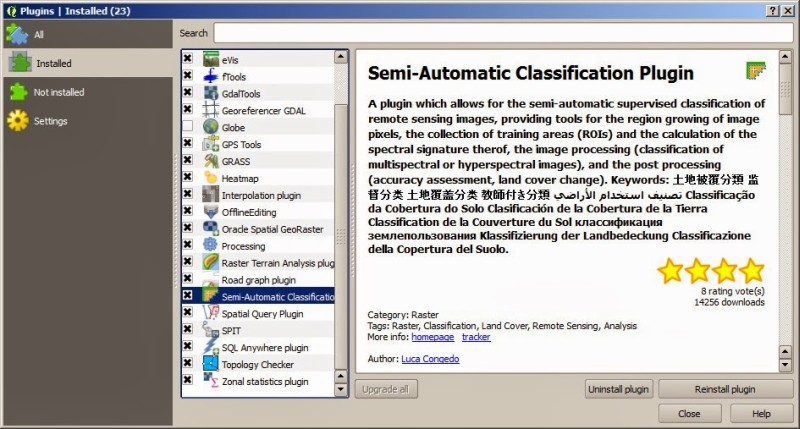 Plugins | Installed (23)
All
Installed
Not installed
Settings
Search
eVis
fTools
GdalTools
Georeferencer GDAL
Globe
GPS Tools
GRASS
Heatmap
Interpolation plugin
OfflineEditing
Oracle Spatial GeoRaster
Processing
Raster Terrain Analysis plug
Road graph plugin
Semi-Automatic Classificatio
Spatial Query Plugin
SPIT
SQL Anywhere plugin
Topology Checker
Zonal statistics plugin
Semi-Automatic Classification Plugin
A plugin which allows for the semi-automatic supervised classification of
remote sensing images, providing tools for the region growing of image
pixels, the collection of training areas (ROIs) and the calculation of the
spectral signature therof, the image processing (classification of
multispectral or hyperspectral images), and the post processing
(accuracy assessment, land cover change). Keywords: 土地被覆分類 监
督分类 土地覆盖分类 教師付き分類 تصنيف استخدام الأراضي Classificação
da Cobertura do Solo Clasificación de la Cobertura de la Tierra
Classification de la Couverture du Sol классификация
землепользования Klassifizierung der Landbedeckung Classificazione
della Copertura del Suolo.
8 rating vote(s)
14256 downloads
Category: Raster
Tags: Raster, Classification, Land Cover, Remote Sensing, Analysis
More info: homepage tracker
Author: Luca Congedo
Upgrade all
Uninstall plugin
Reinstall plugin
Close
Help